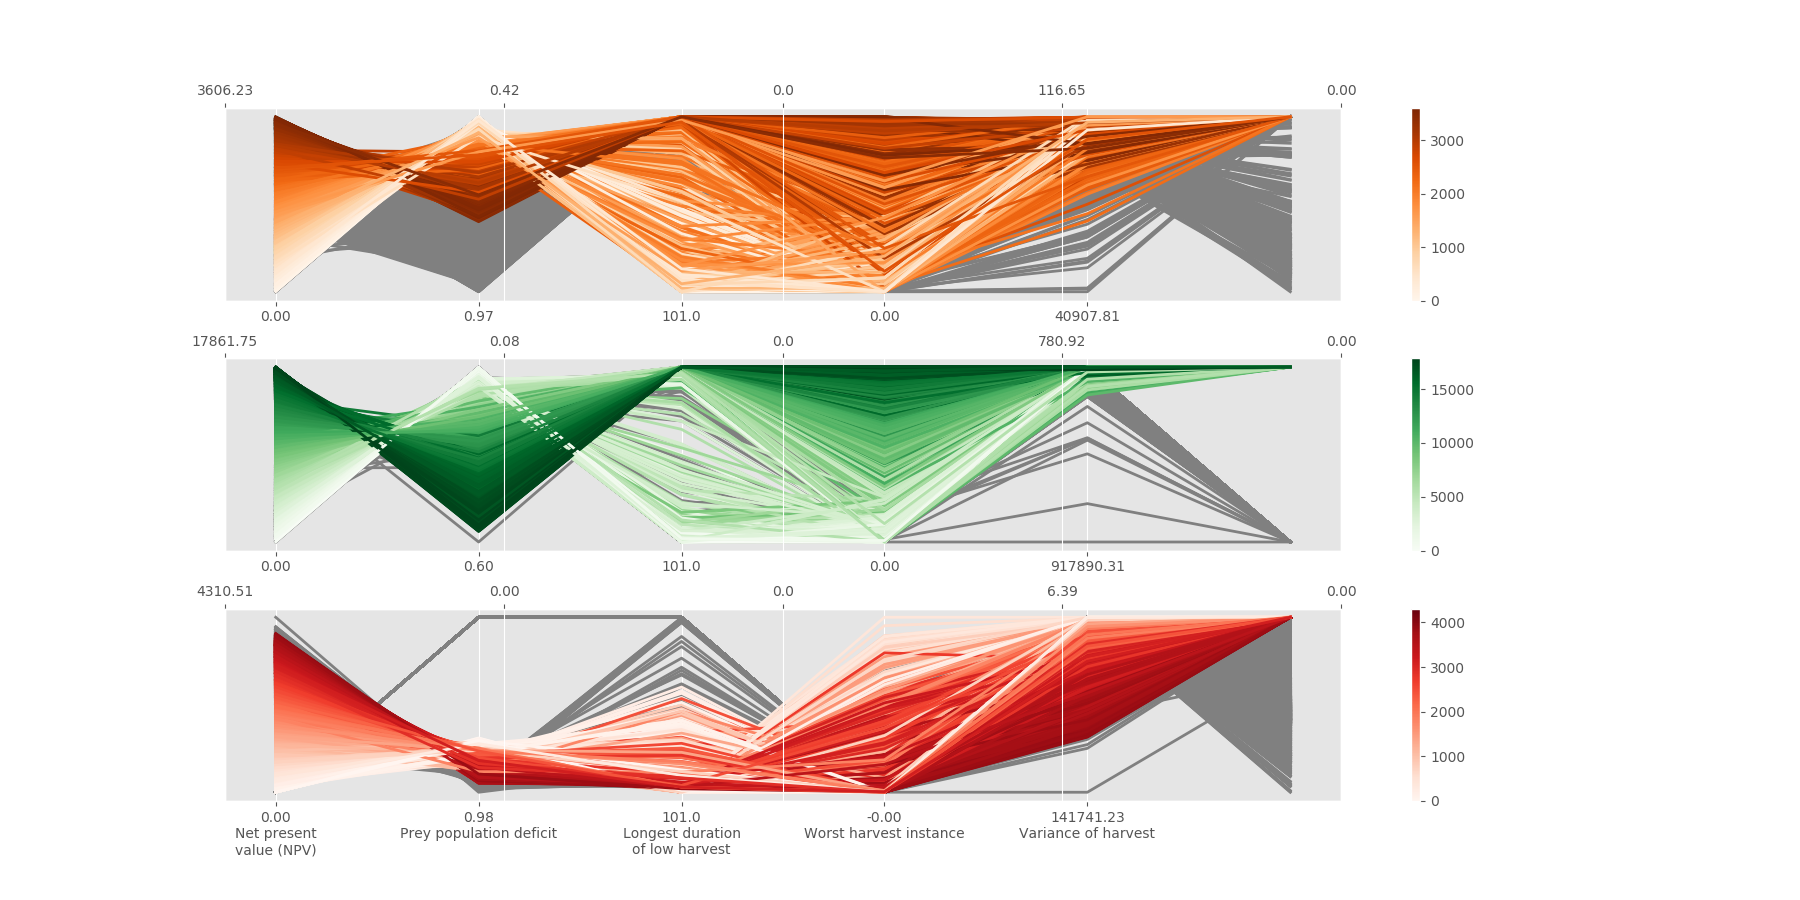 3606.23 0.42 0.0 116.65 0.00
3000
2000
1000
0
0.00 0.97 101.0 0.00 40907.81
17861.75 0.08 0.0 780.92 0.00
15000
10000
5000
0
0.00 0.60 101.0 0.00 917890.31
4310.51 0.00 0.0 6.39 0.00
4000
3000
2000
1000
0
0.00 0.98 101.0 -0.00 141741.23
Net present Prey population deficit Longest duration Worst harvest instance Variance of harvest
value (NPV) of low harvest